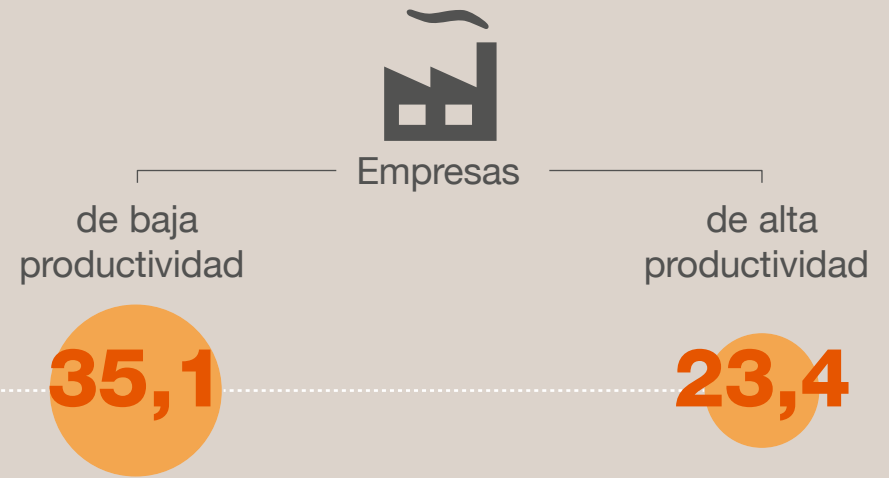 Empresas
de baja
productividad
de alta
productividad
35,1
23,4